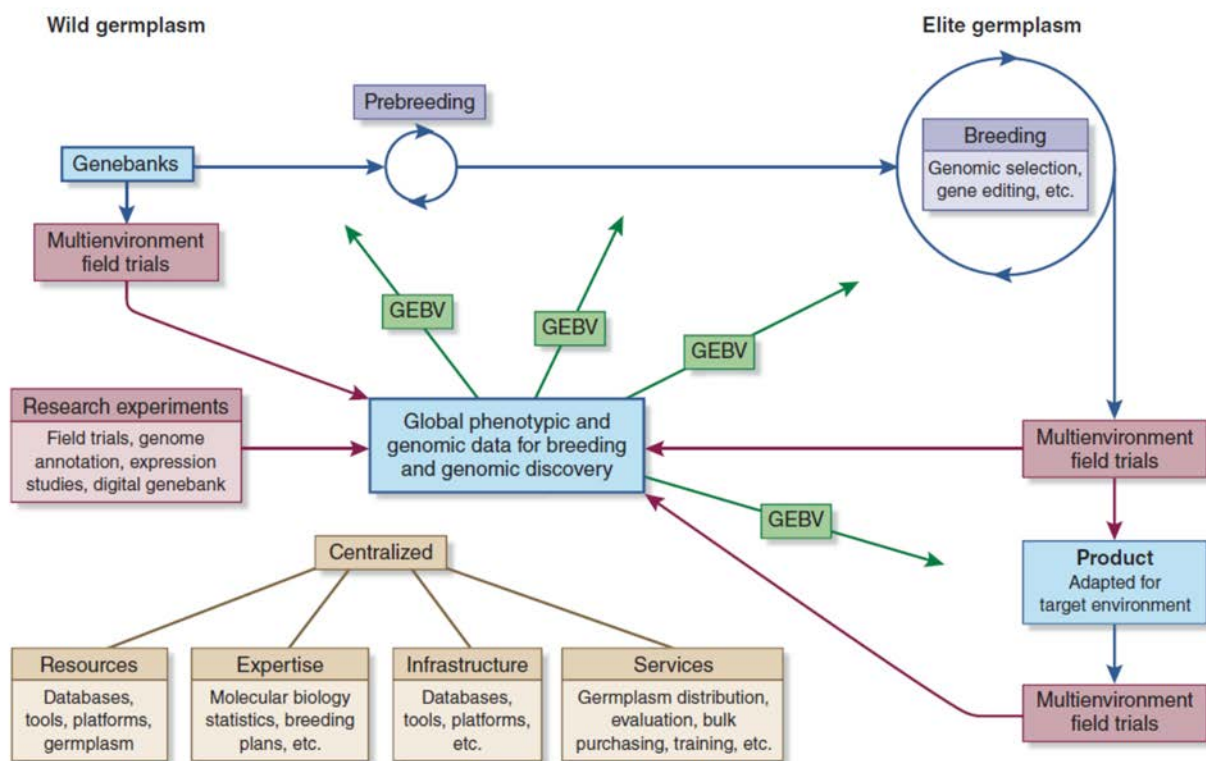 Wild germplasm
Elite germplasm
Prebreeding
Breeding
Genomic selection,
gene editing, etc.
Genebanks
Multienvironment
field trials
GEBV
GEBV
GEBV
Research experiments
Field trials, genome
annotation, expression
studies, digital genebank
Global phenotypic and
genomic data for breeding
and genomic discovery
Multienvironment
field trials
GEBV
Product
Adapted for
target environment
Multienvironment
field trials
Centralized
Resources
Databases,
tools, platforms,
germplasm
Expertise
Molecular biology
statistics, breeding
plans, etc.
Infrastructure
Databases,
tools, platforms,
etc.
Services
Germplasm distribution,
evaluation, bulk
purchasing, training, etc.